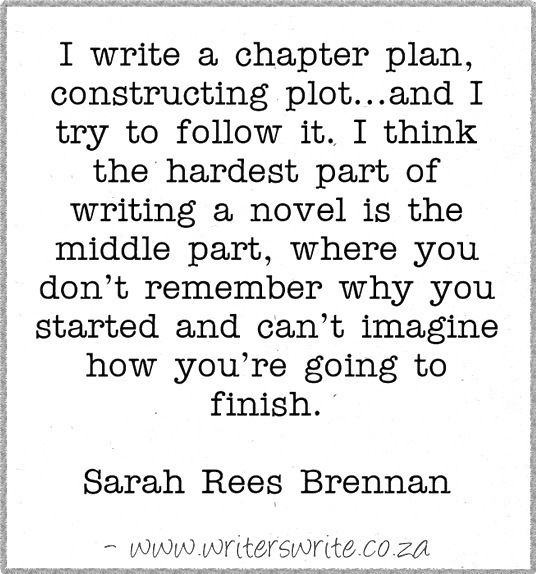 I write a chapter plan,
constructing plot...and I
try to follow it. I think
the hardest part of
writing a novel is the
middle part, where you
don't remember why you
started and can't imagine
how you're going to
finish.
Sarah Rees Brennan
- www.writerswrite.co.za